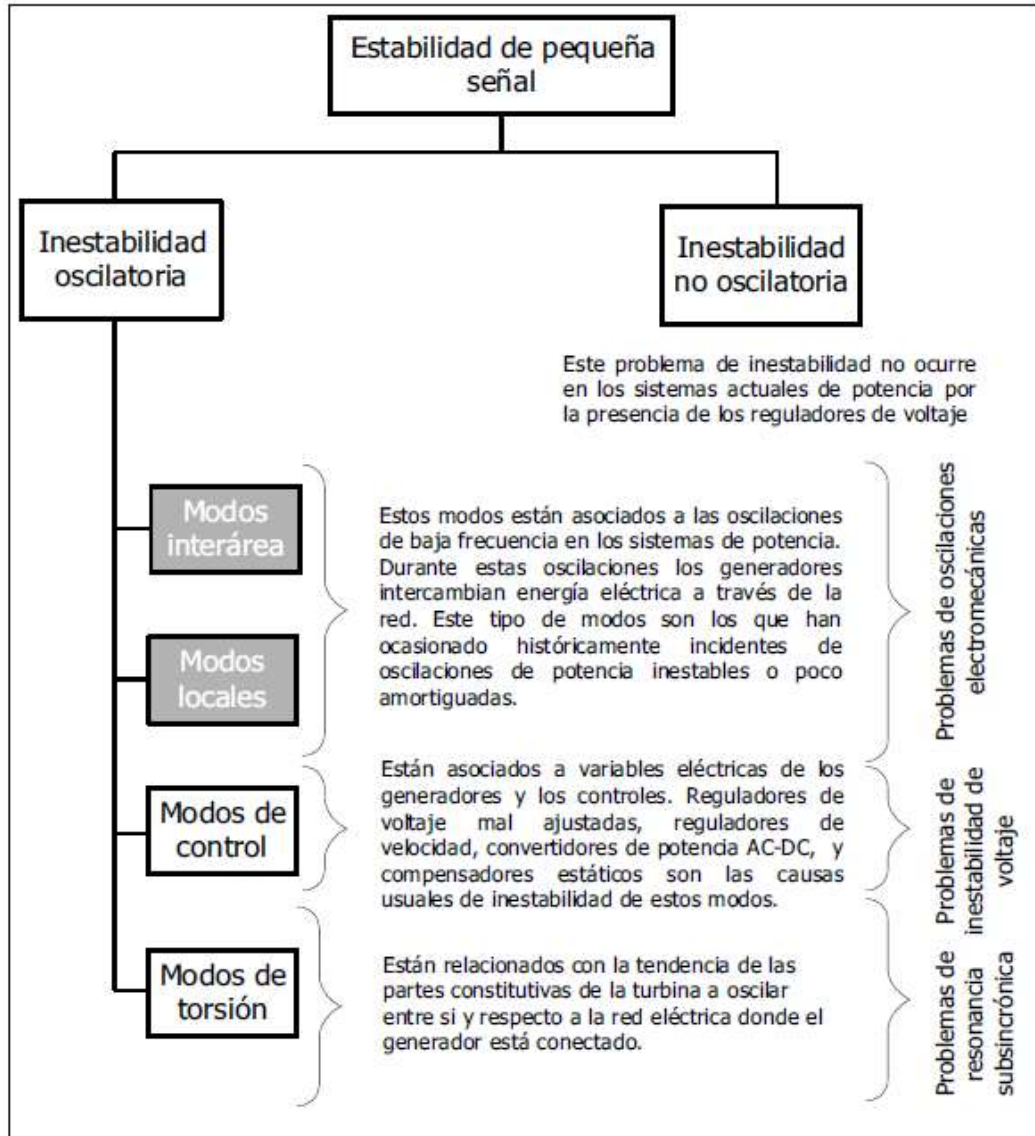 Estabilidad de pequeña
señal
Inestabilidad
oscilatoria
Inestabilidad
no oscilatoria
Este problema de inestabilidad no ocurre
en los sistemas actuales de potencia por
la presencia de los reguladores de voltaje
Modos
interárea
Modos
locales
Estos modos están asociados a las oscilaciones
de baja frecuencia en los sistemas de potencia.
Durante estas oscilaciones los generadores
intercambian energía eléctrica a través de la
red. Este tipo de modos son los que han
ocasionado históricamente incidentes de
oscilaciones de potencia inestables o poco
amortiguadas.
Problemas de oscilaciones
electromecánicas
Modos de
control
Están asociados a variables eléctricas de los
generadores y los controles. Reguladores de
voltaje mal ajustadas, reguladores de
velocidad, convertidores de potencia AC-DC, y
compensadores estáticos son las causas
usuales de inestabilidad de estos modos.
Problemas de
inestabilidad de
voltaje
Modos de
torsión
Están relacionados con la tendencia de las
partes constitutivas de la turbina a oscilar
entre si y respecto a la red eléctrica donde el
generador está conectado.
Problemas de
resonancia
subsincrónica